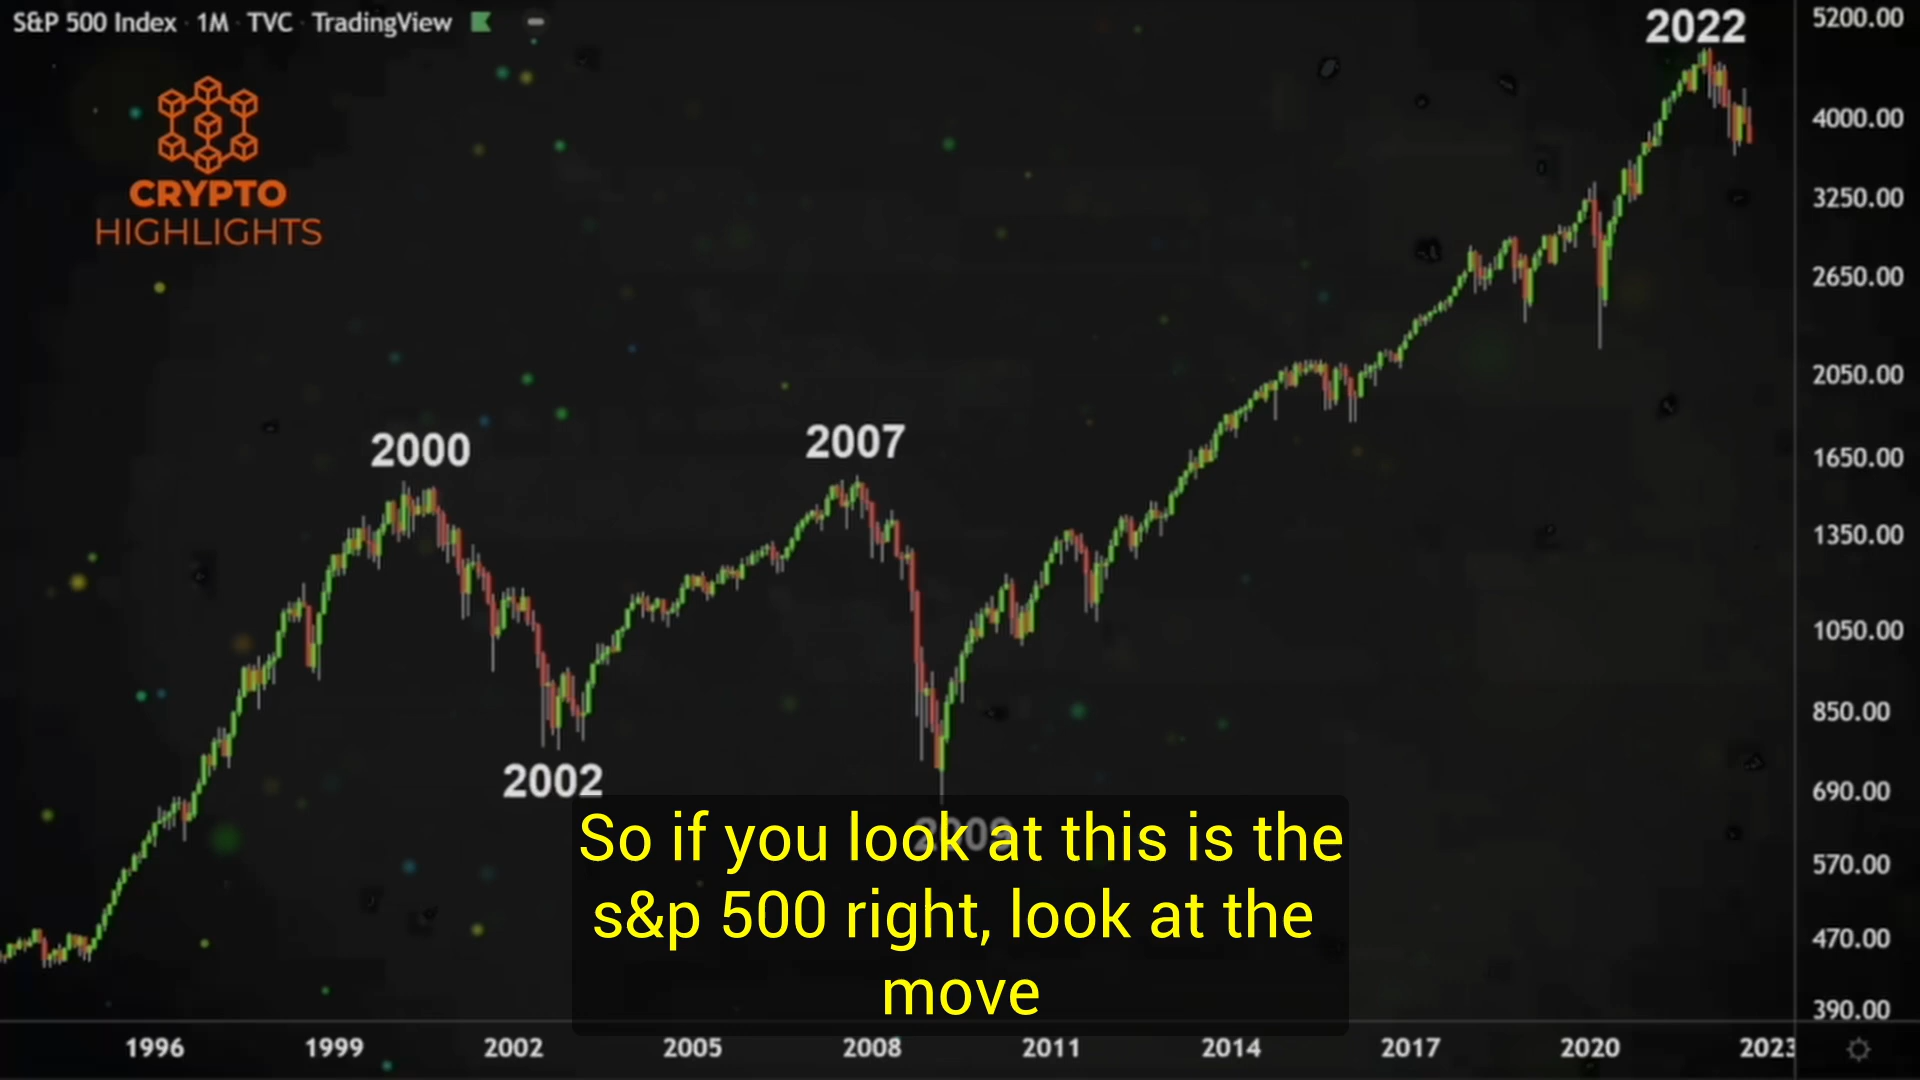 S&P 500 Index · 1M · TVC · TradingView
CRYPTO
HIGHLIGHTS
2022
2000
2007
2002
2009
So if you look at this is the
s&p 500 right, look at the
move
5200.00
4000.00
3250.00
2650.00
2050.00
1650.00
1350.00
1050.00
850.00
690.00
570.00
470.00
390.00
1996 1999 2002 2005 2008 2011 2014 2017 2020 2023